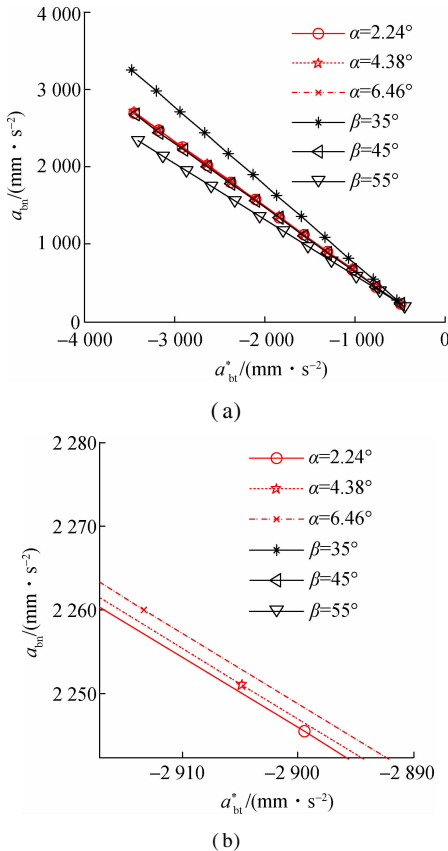 4 000
3 000
2 000
1 000
0
a_bn/(mm · s⁻²)
α=2.24°
α=4.38°
α=6.46°
β=35°
β=45°
β=55°
−4 000 −3 000 −2 000 −1 000 0
a*_bt/(mm · s⁻²)
(a)
2 280
2 270
2 260
2 250
a_bn/(mm · s⁻²)
α=2.24°
α=4.38°
α=6.46°
β=35°
β=45°
β=55°
−2 910 −2 900 −2 890
a*_bt/(mm · s⁻²)
(b)